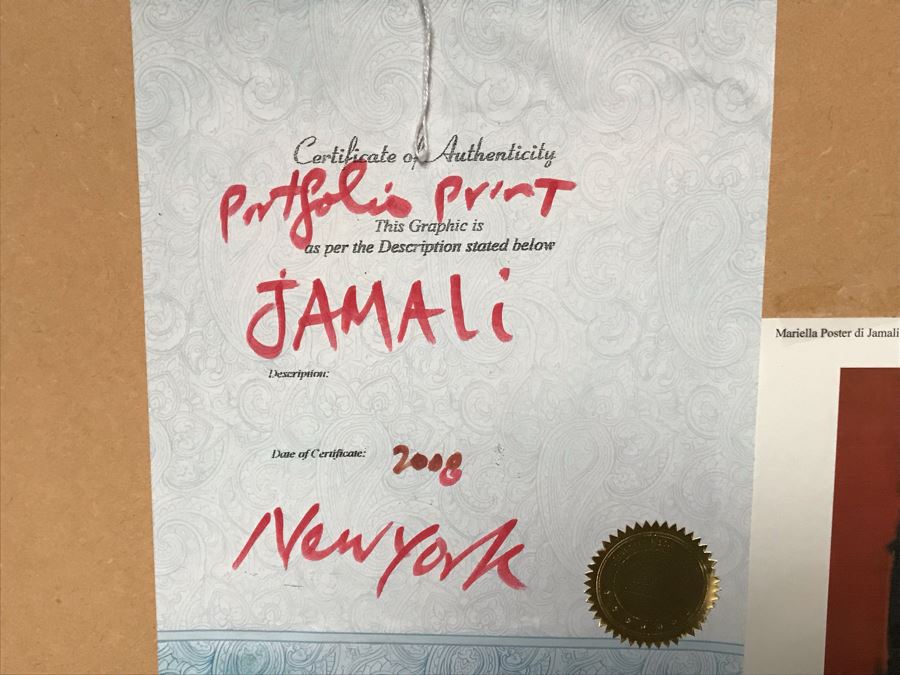 Certificate of Authenticity
Portfolio Print
This Graphic is
as per the Description stated below
JAMALi
Description:
Date of Certificate:
New York
Mariella Poster di Jamali